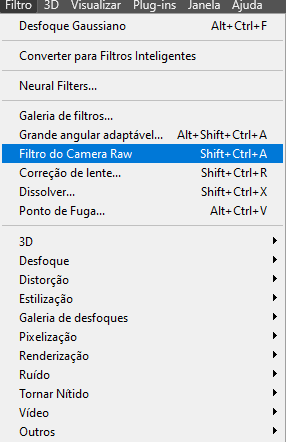 Filtro 3D Visualizar Plug-ins Janela Ajuda
Desfoque Gaussiano Alt+Ctrl+F
Converter para Filtros Inteligentes
Neural Filters...
Galeria de filtros...
Grande angular adaptável... Alt+Shift+Ctrl+A
Filtro do Camera Raw Shift+Ctrl+A
Correção de lente... Shift+Ctrl+R
Dissolver... Shift+Ctrl+X
Ponto de Fuga... Alt+Ctrl+V
3D
Desfoque
Distorção
Estilização
Galeria de desfoques
Pixelização
Renderização
Ruído
Tornar Nítido
Vídeo
Outros